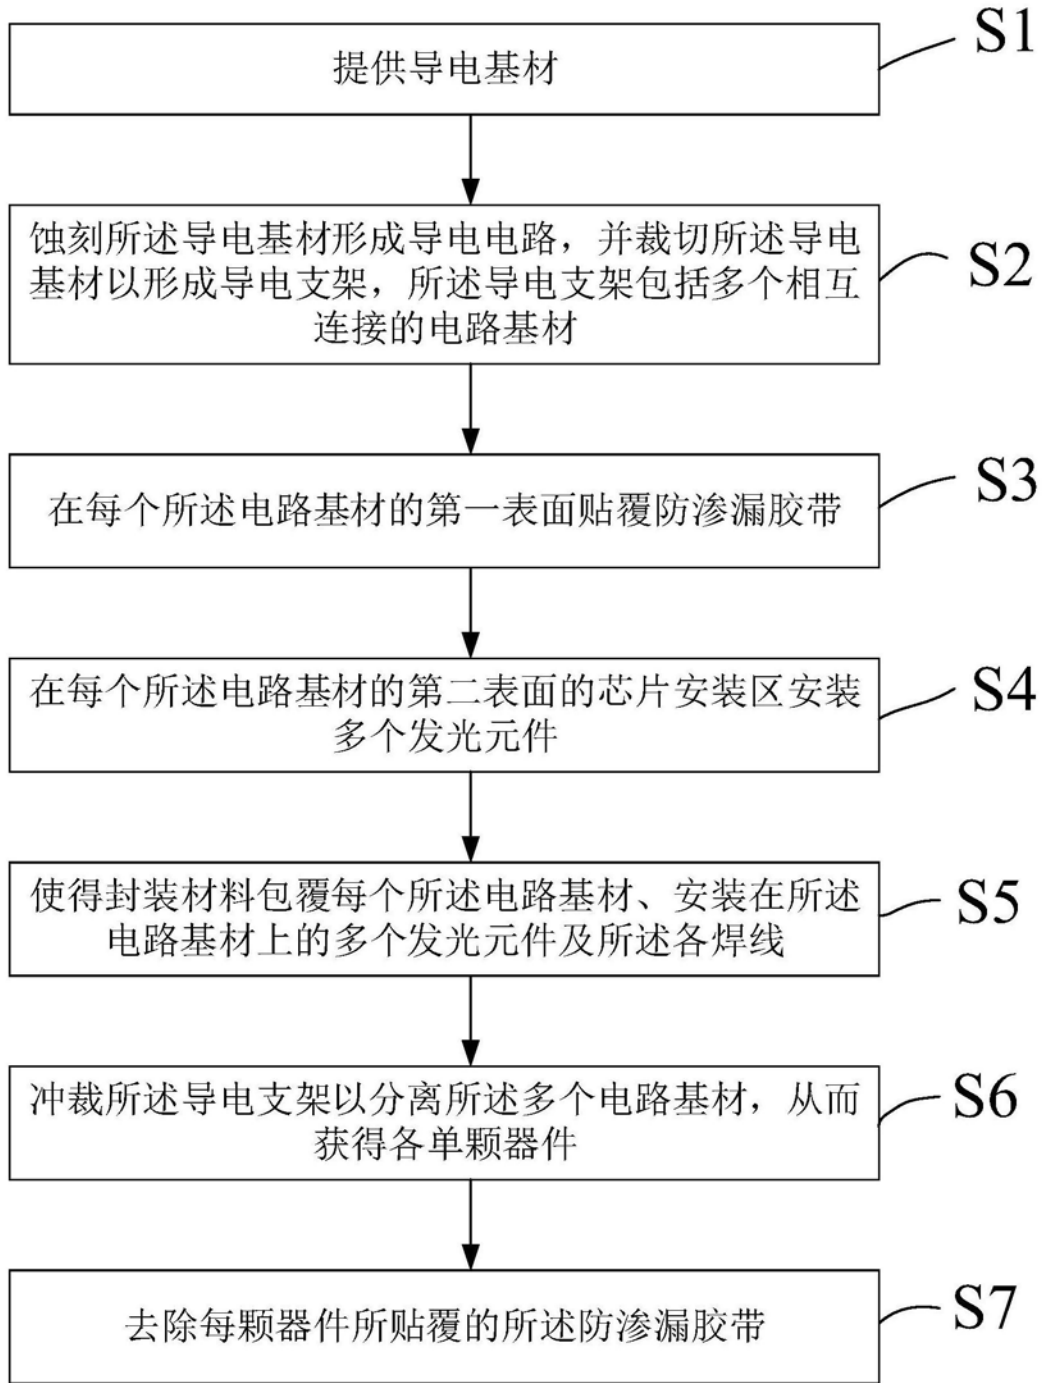 提供导电基材
S1
蚀刻所述导电基材形成导电电路，并裁切所述导电
基材以形成导电支架，所述导电支架包括多个相互
连接的电路基材
S2
在每个所述电路基材的第一表面贴覆防渗漏胶带
S3
在每个所述电路基材的第二表面的芯片安装区安装
多个发光元件
S4
使得封装材料包覆每个所述电路基材、安装在所述
电路基材上的多个发光元件及所述各焊线
S5
冲裁所述导电支架以分离所述多个电路基材，从而
获得各单颗器件
S6
去除每颗器件所贴覆的所述防渗漏胶带
S7